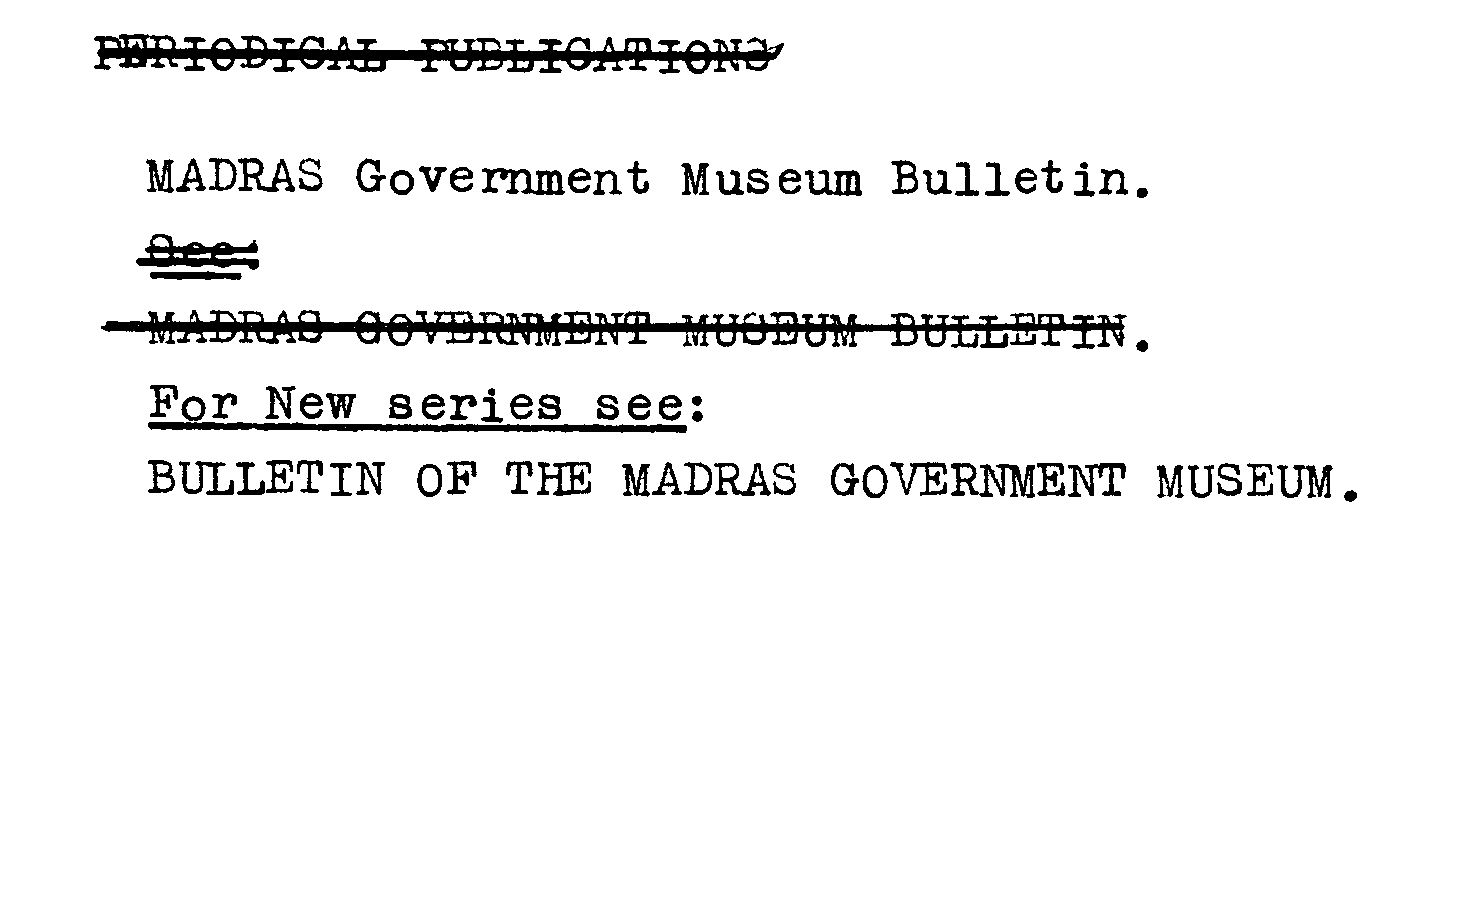 PERIODICAL PUBLICATIONS
MADRAS Government Museum Bulletin.
See:
MADRAS GOVERNMENT MUSEUM BULLETIN.
For New series see:
BULLETIN OF THE MADRAS GOVERNMENT MUSEUM.